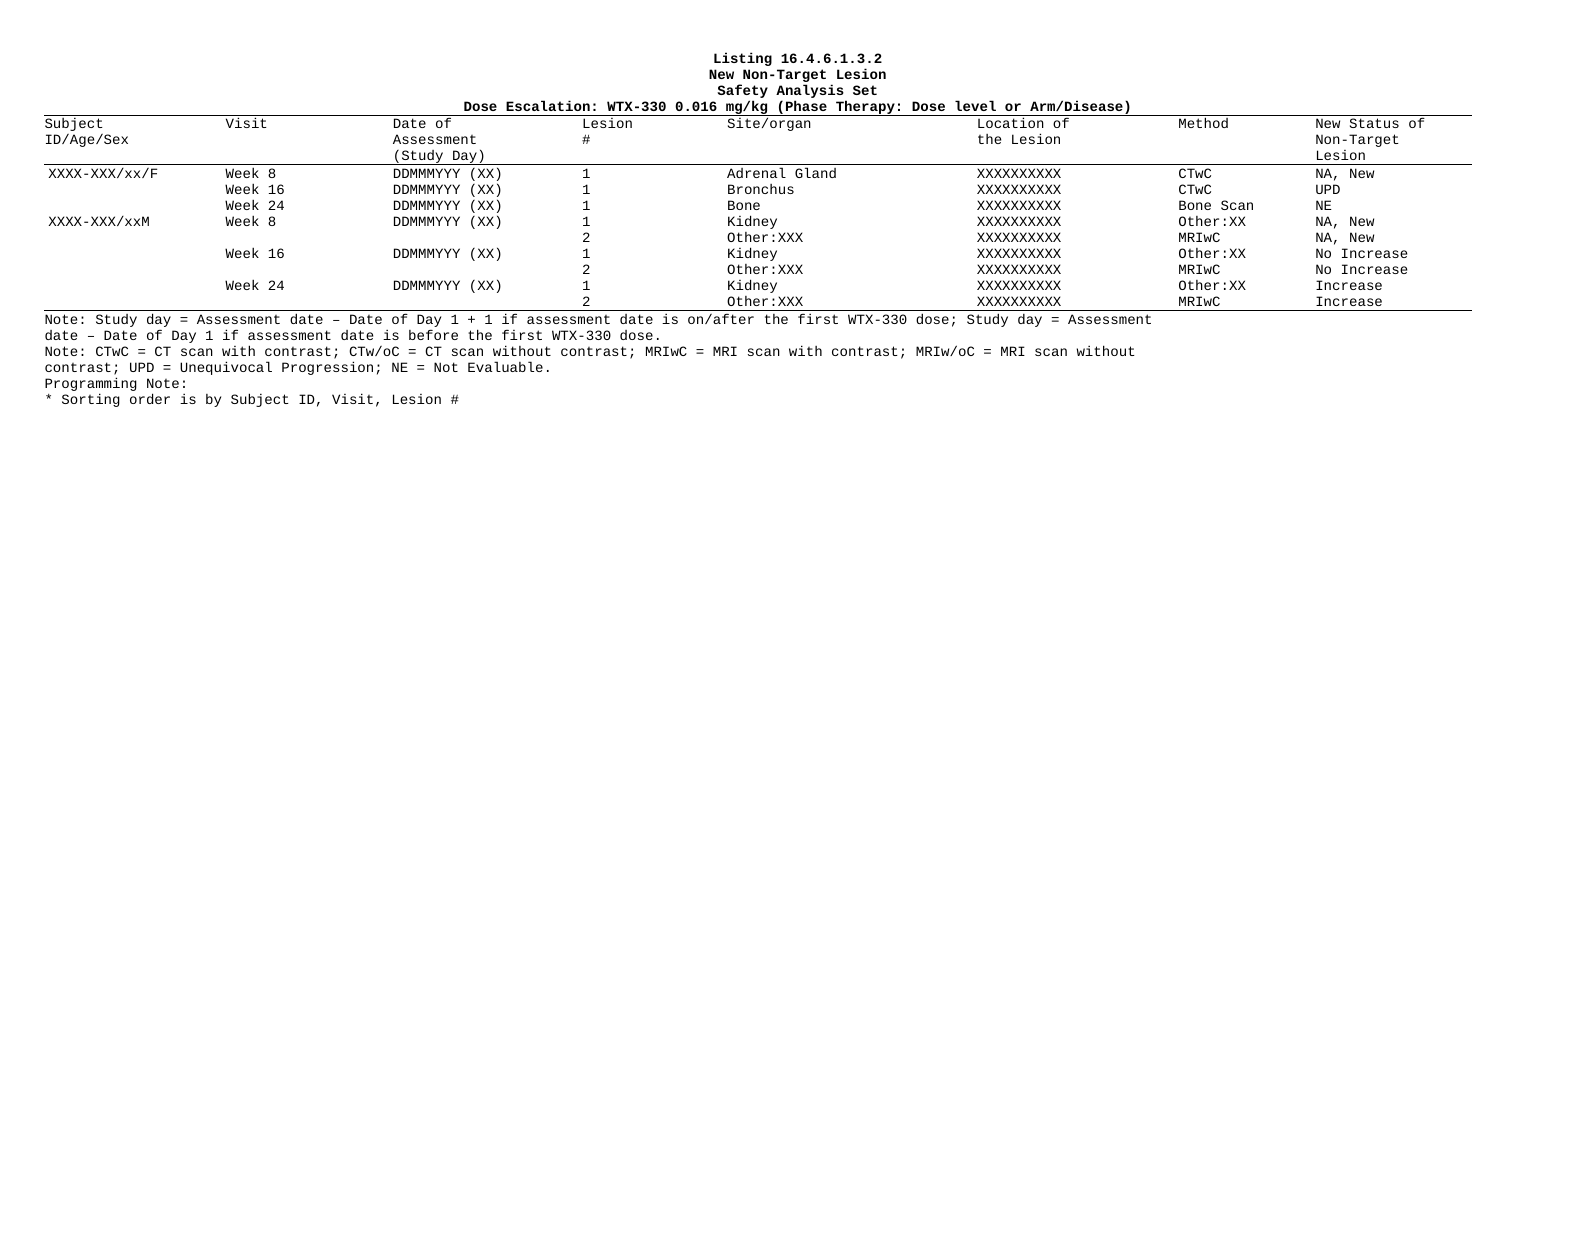 Listing 16.4.6.1.3.2
New Non-Target Lesion
Safety Analysis Set
Dose Escalation: WTX-330 0.016 mg/kg (Phase Therapy: Dose level or Arm/Disease)
Subject Visit Date of Lesion Site/organ Location of Method New Status of
ID/Age/Sex Assessment # the Lesion Non-Target
(Study Day) Lesion
XXXX-XXX/xx/F Week 8 DDMMMYYY (XX) 1 Adrenal Gland XXXXXXXXXX CTwC NA, New
Week 16 DDMMMYYY (XX) 1 Bronchus XXXXXXXXXX CTwC UPD
Week 24 DDMMMYYY (XX) 1 Bone XXXXXXXXXX Bone Scan NE
XXXX-XXX/xxM Week 8 DDMMMYYY (XX) 1 Kidney XXXXXXXXXX Other:XX NA, New
2 Other:XXX XXXXXXXXXX MRIwC NA, New
Week 16 DDMMMYYY (XX) 1 Kidney XXXXXXXXXX Other:XX No Increase
2 Other:XXX XXXXXXXXXX MRIwC No Increase
Week 24 DDMMMYYY (XX) 1 Kidney XXXXXXXXXX Other:XX Increase
2 Other:XXX XXXXXXXXXX MRIwC Increase
Note: Study day = Assessment date – Date of Day 1 + 1 if assessment date is on/after the first WTX-330 dose; Study day = Assessment
date – Date of Day 1 if assessment date is before the first WTX-330 dose.
Note: CTwC = CT scan with contrast; CTw/oC = CT scan without contrast; MRIwC = MRI scan with contrast; MRIw/oC = MRI scan without
contrast; UPD = Unequivocal Progression; NE = Not Evaluable.
Programming Note:
* Sorting order is by Subject ID, Visit, Lesion #